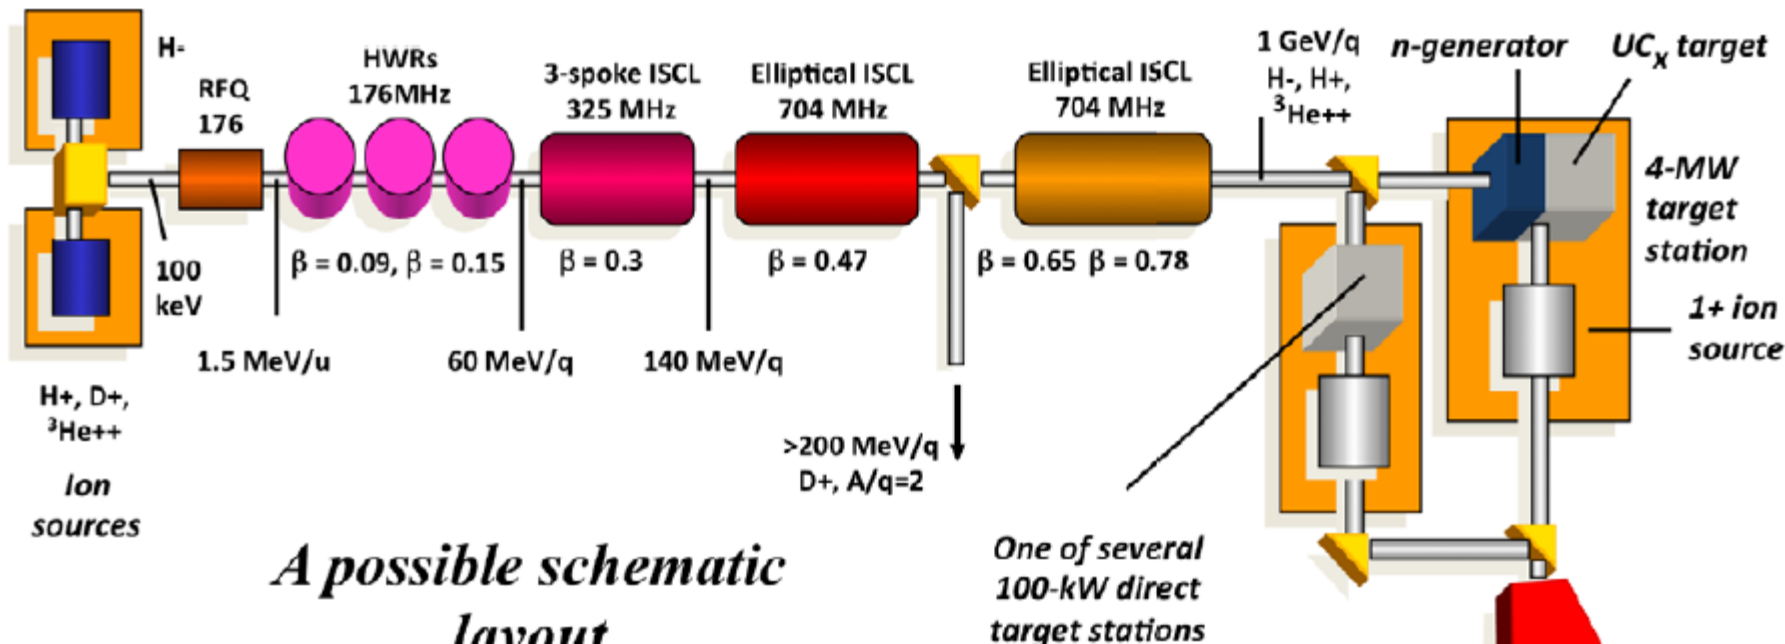 H-
RFQ
176
HWRs
176MHz
3-spoke ISCL
325 MHz
Elliptical ISCL
704 MHz
Elliptical ISCL
704 MHz
1 GeV/q
H-, H+,
³He++
n-generator
UCₓ target
4-MW
target
station
1+ ion
source
100
keV
β = 0.09, β = 0.15
β = 0.3
β = 0.47
β = 0.65 β = 0.78
1.5 MeV/u
60 MeV/q
140 MeV/q
H+, D+,
³He++
Ion
sources
>200 MeV/q
D+, A/q=2
One of several
100-kW direct
target stations
A possible schematic
layout